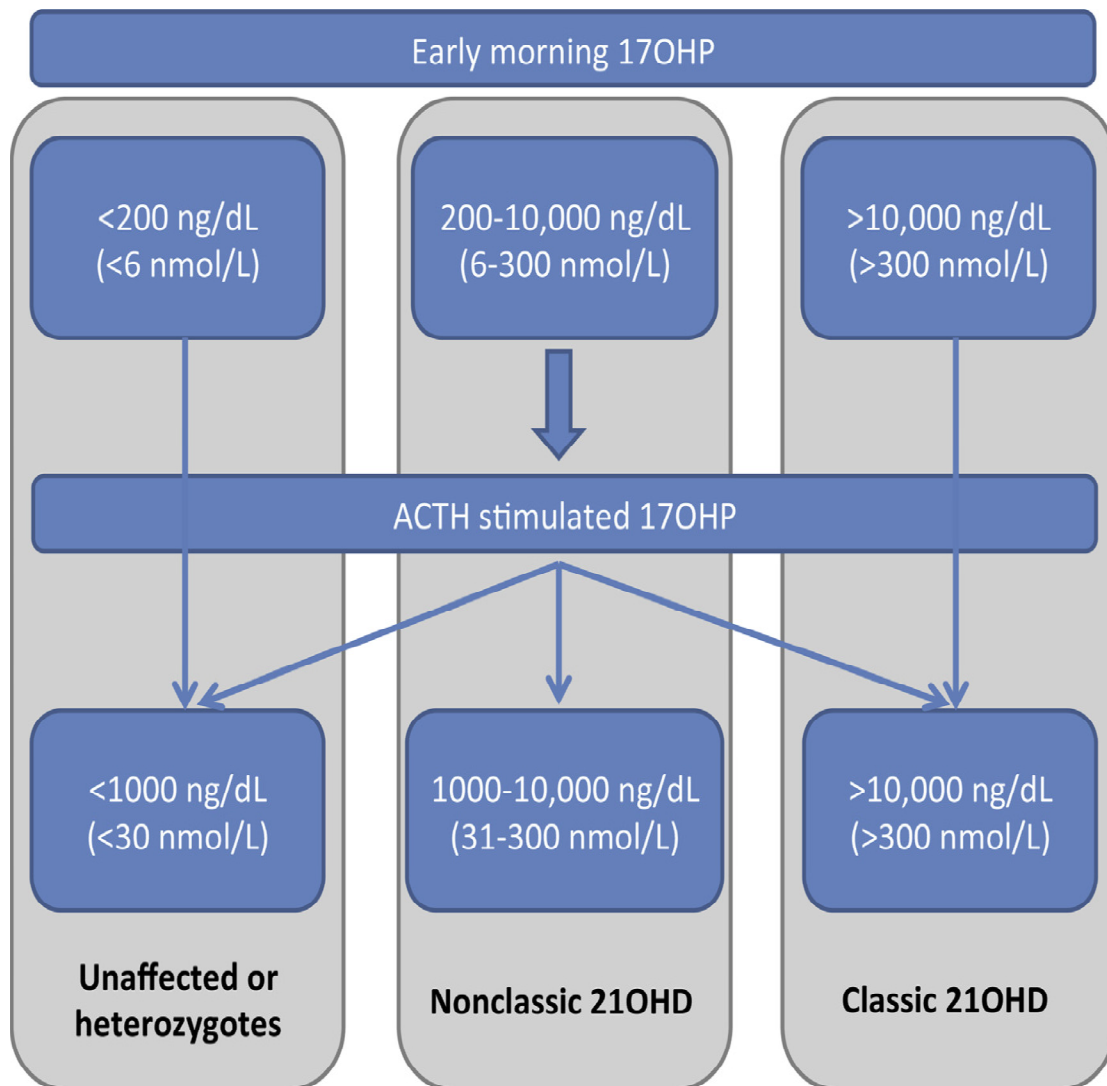 Early morning 17OHP
<200 ng/dL
(<6 nmol/L)
200-10,000 ng/dL
(6-300 nmol/L)
>10,000 ng/dL
(>300 nmol/L)
ACTH stimulated 17OHP
<1000 ng/dL
(<30 nmol/L)
1000-10,000 ng/dL
(31-300 nmol/L)
>10,000 ng/dL
(>300 nmol/L)
Unaffected or
heterozygotes
Nonclassic 21OHD
Classic 21OHD